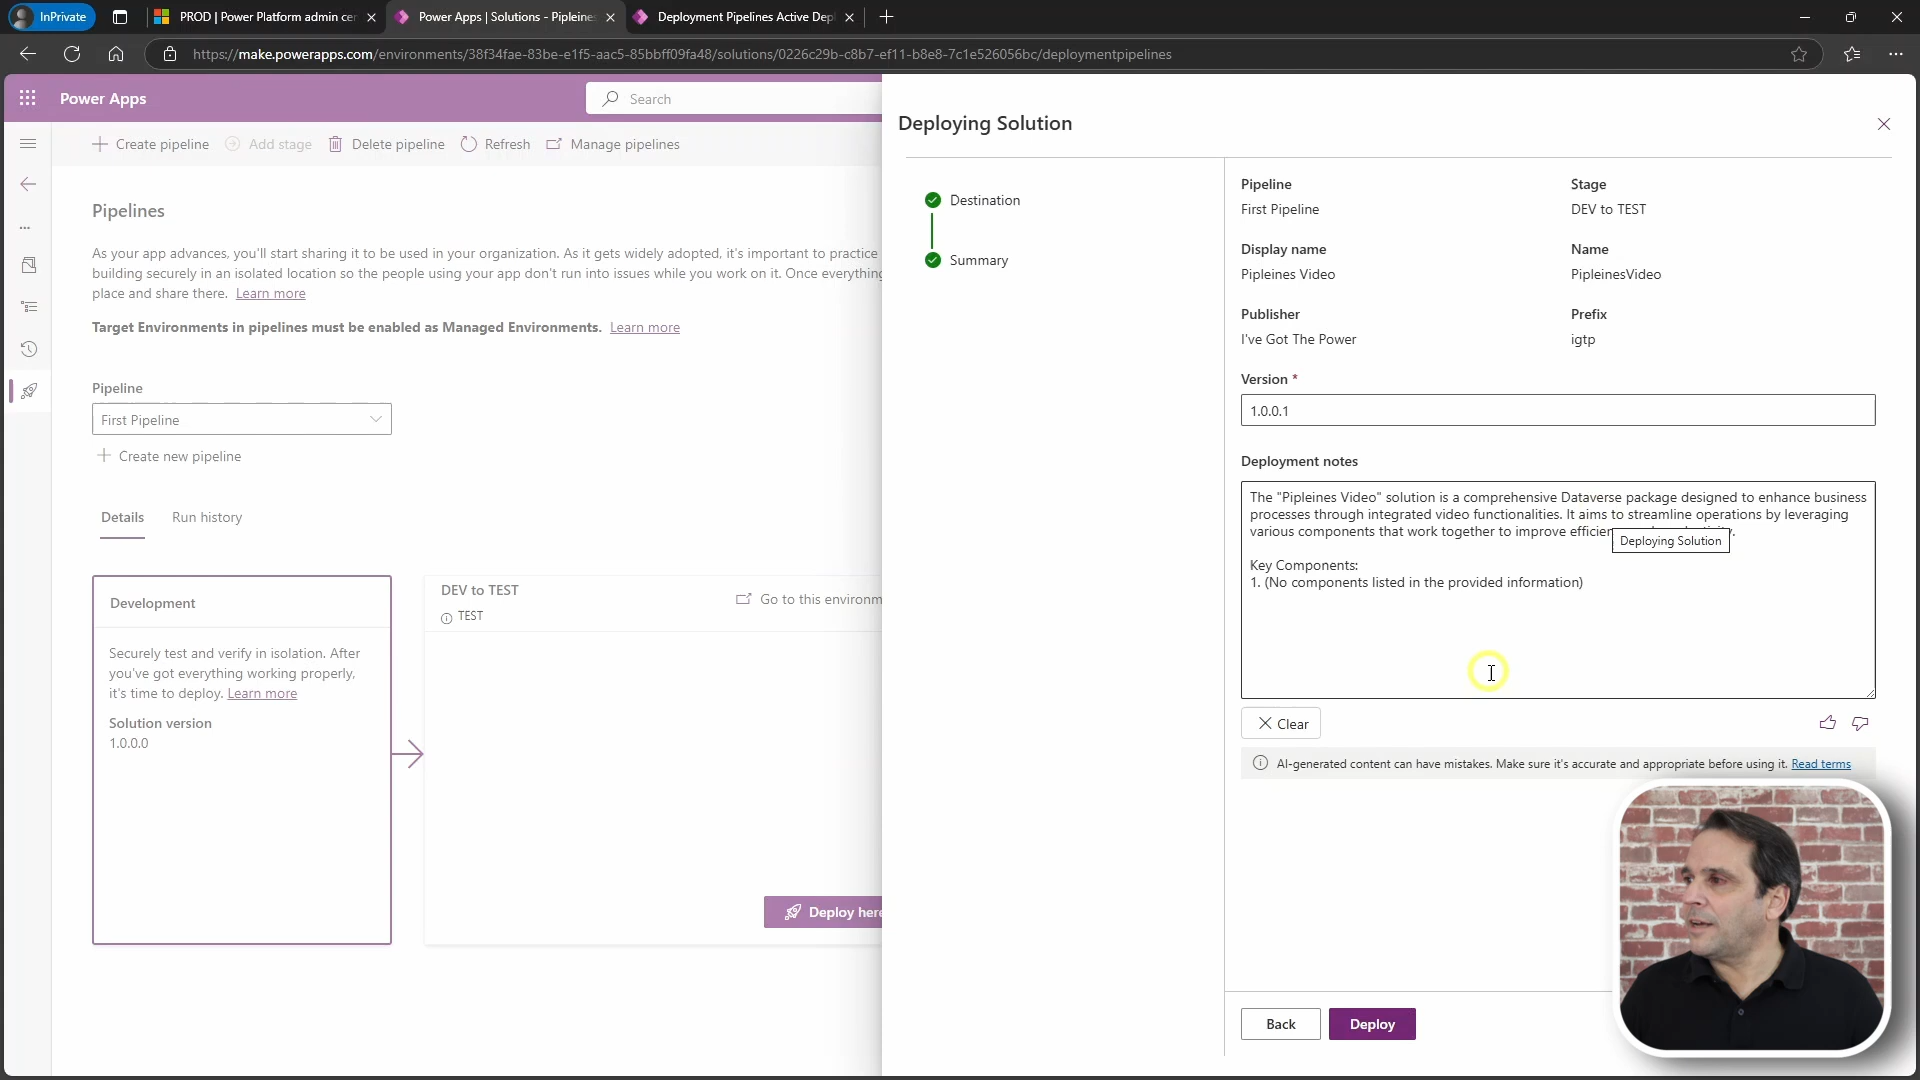 InPrivate
PROD | Power Platform admin cer
Power Apps | Solutions - Pipleines
Deployment Pipelines Active Dep
https://make.powerapps.com/environments/38f34fae-83be-e1f5-aac5-85bbff09fa48/solutions/0226c29b-c8b7-ef11-b8e8-7c1e526056bc/deploymentpipelines
Power Apps
Search
Create pipeline
Add stage
Delete pipeline
Refresh
Manage pipelines
Pipelines
As your app advances, you'll start sharing it to be used in your organization. As it gets widely adopted, it's important to practice
building securely in an isolated location so the people using your app don't run into issues while you work on it. Once everything
place and share there. Learn more
Target Environments in pipelines must be enabled as Managed Environments. Learn more
Pipeline
First Pipeline
Create new pipeline
Details
Run history
Development
Securely test and verify in isolation. After
you've got everything working properly,
it's time to deploy. Learn more
Solution version
1.0.0.0
DEV to TEST
TEST
Go to this environm
Deploy here
Deploying Solution
Destination
Summary
Pipeline
First Pipeline
Stage
DEV to TEST
Display name
Pipleines Video
Name
PipleinesVideo
Publisher
I've Got The Power
Prefix
igtp
Version *
1.0.0.1
Deployment notes
The "Pipleines Video" solution is a comprehensive Dataverse package designed to enhance business
processes through integrated video functionalities. It aims to streamline operations by leveraging
various components that work together to improve
Deploying Solution
Key Components:
1. (No components listed in the provided information)
Clear
AI-generated content can have mistakes. Make sure it's accurate and appropriate before using it. Read terms
Back
Deploy